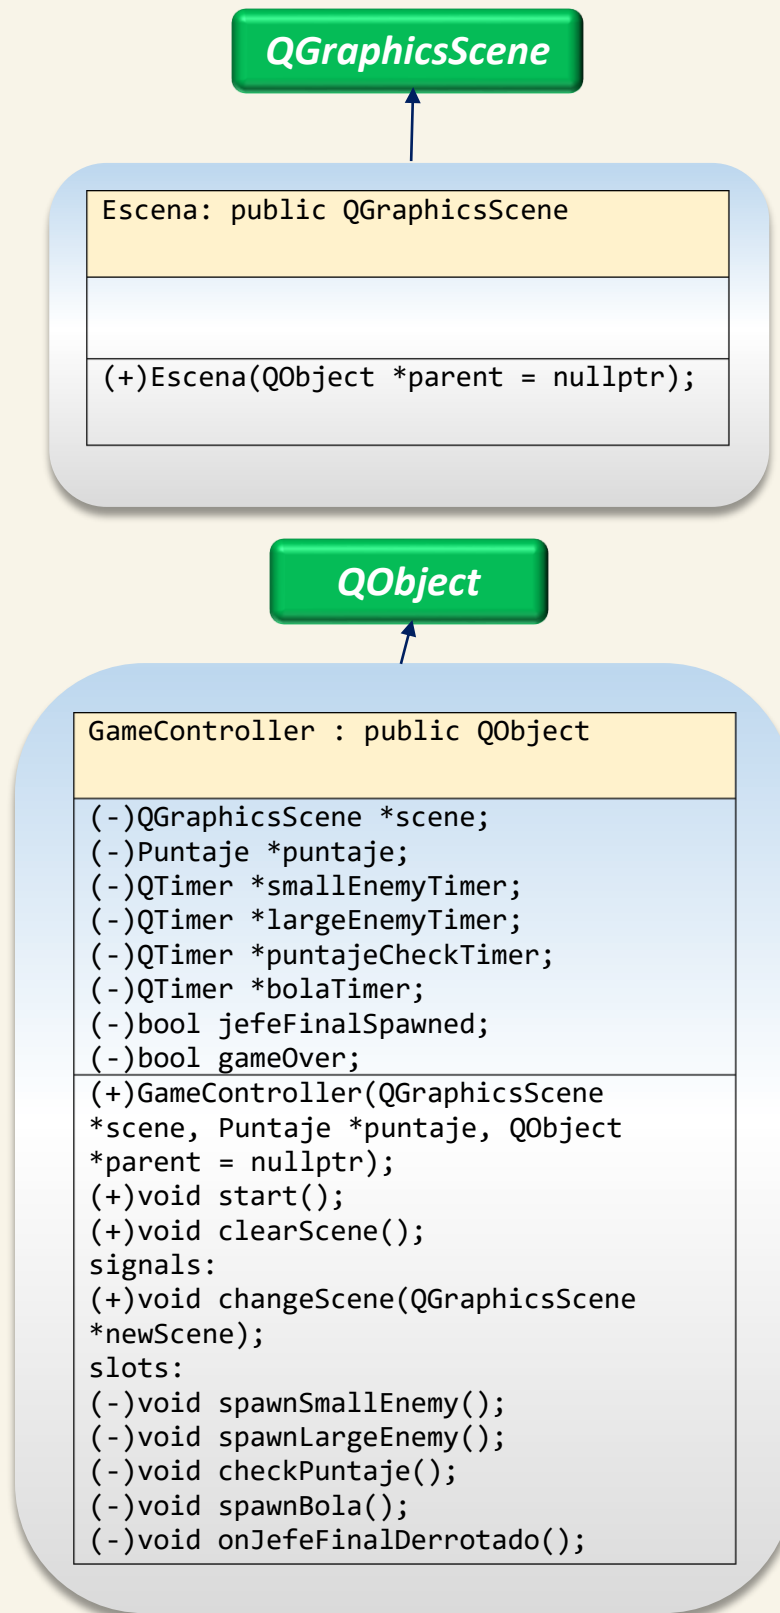 QGraphicsScene
Escena: public QGraphicsScene
(+)Escena(QObject *parent = nullptr);
QObject
GameController : public QObject
(-)QGraphicsScene *scene;
(-)Puntaje *puntaje;
(-)QTimer *smallEnemyTimer;
(-)QTimer *largeEnemyTimer;
(-)QTimer *puntajeCheckTimer;
(-)QTimer *bolaTimer;
(-)bool jefeFinalSpawned;
(-)bool gameOver;
(+)GameController(QGraphicsScene
*scene, Puntaje *puntaje, QObject
*parent = nullptr);
(+)void start();
(+)void clearScene();
signals:
(+)void changeScene(QGraphicsScene
*newScene);
slots:
(-)void spawnSmallEnemy();
(-)void spawnLargeEnemy();
(-)void checkPuntaje();
(-)void spawnBola();
(-)void onJefeFinalDerrotado();